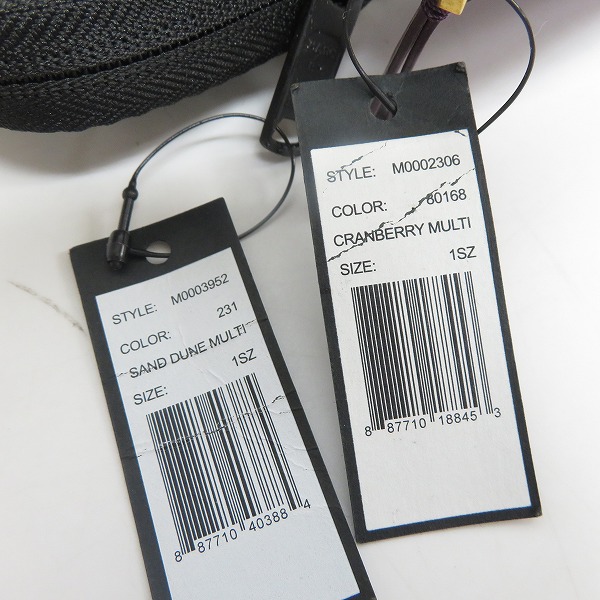 STYLE: M0003952
COLOR: 231
SAND DUNE MULTI
SIZE: 1SZ
8 87710 40388 4
STYLE: M0002306
COLOR: 80168
CRANBERRY MULTI
SIZE: 1SZ
8 87710 18845 3